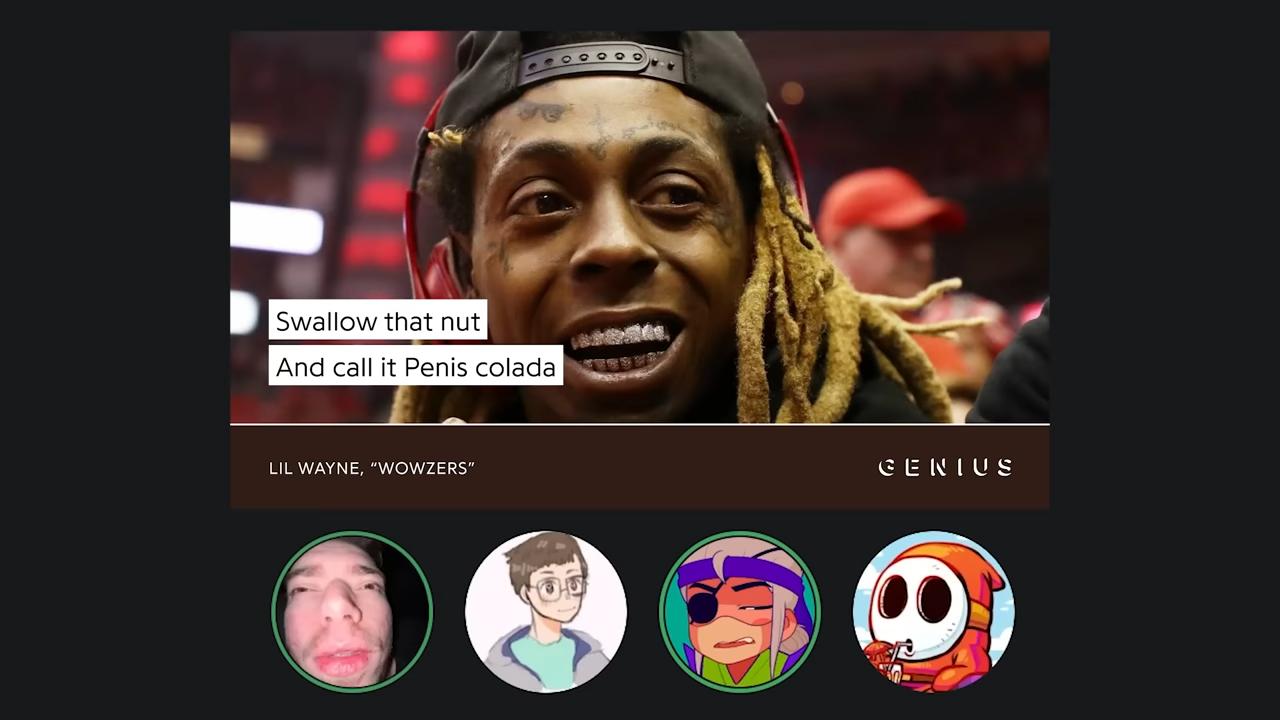 Swallow that nut
And call it Penis colada
LIL WAYNE, “WOWZERS”
GENIUS